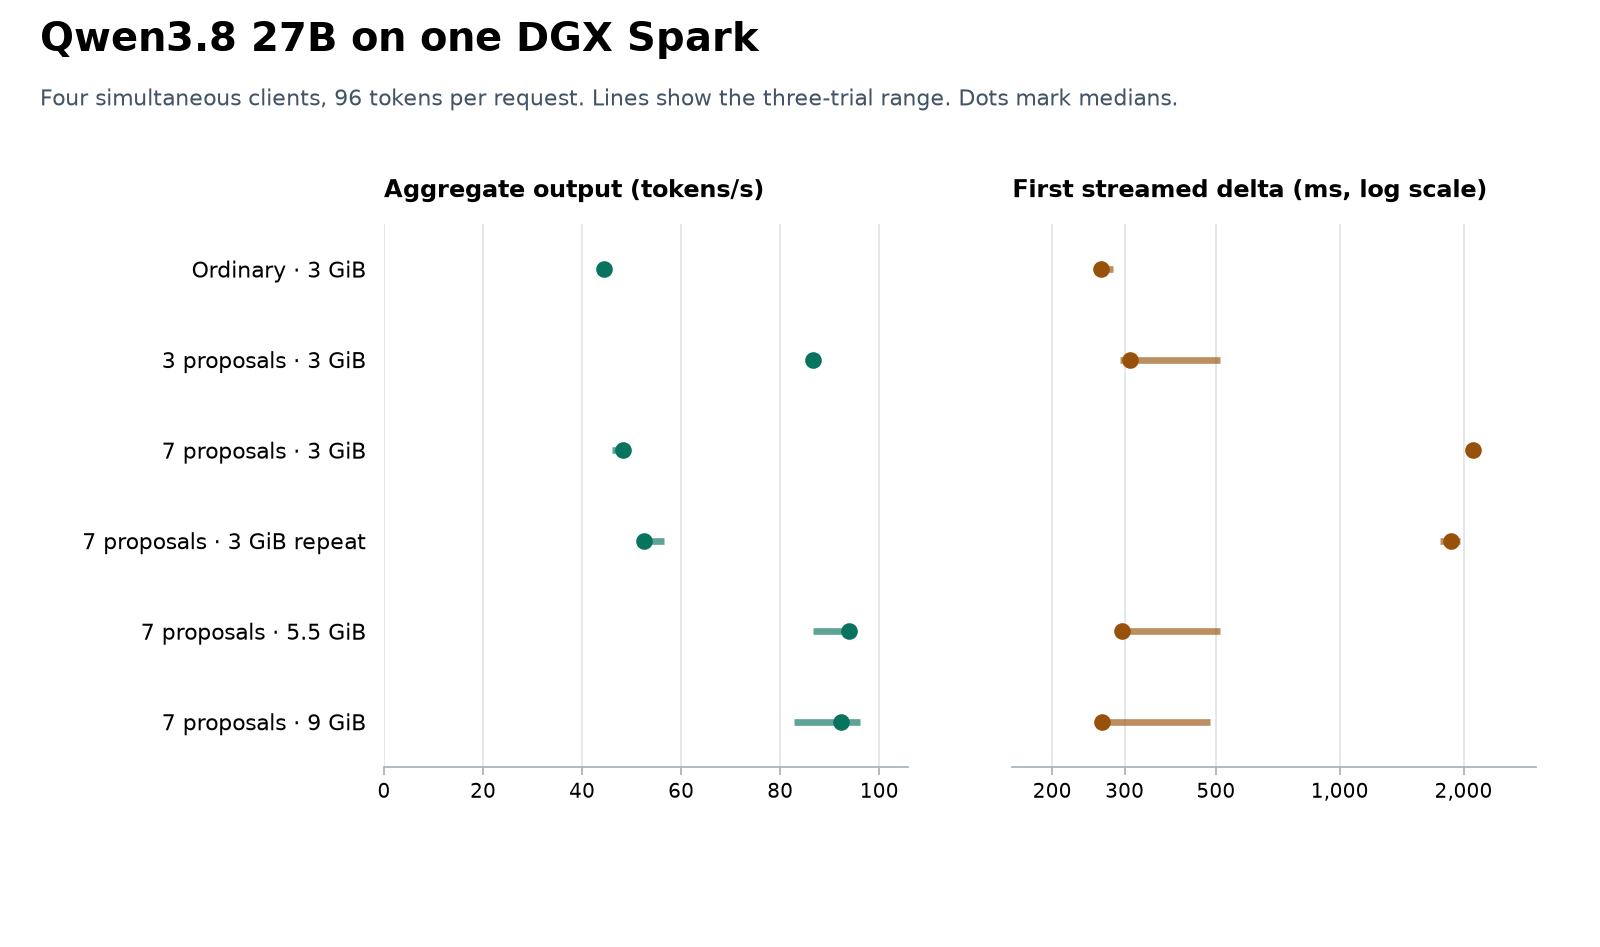 Qwen3.8 27B on one DGX Spark
Four simultaneous clients, 96 tokens per request. Lines show the three-trial range. Dots mark medians.
Aggregate output (tokens/s)
First streamed delta (ms, log scale)
Ordinary · 3 GiB
3 proposals · 3 GiB
7 proposals · 3 GiB
7 proposals · 3 GiB repeat
7 proposals · 5.5 GiB
7 proposals · 9 GiB
0 20 40 60 80 100
200 300 500 1,000 2,000